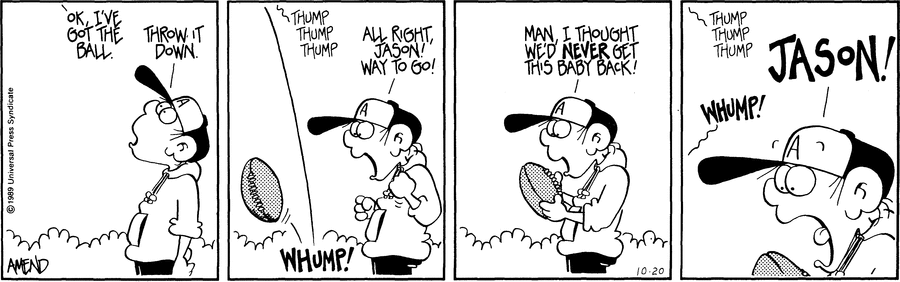 OK, I'VE
GOT THE
BALL.
THROW IT
DOWN.
A
© 1989 Universal Press Syndicate
AMEND
THUMP
THUMP
THUMP
ALL RIGHT,
JASON!
WAY TO GO!
A
WHUMP!
MAN, I THOUGHT
WE'D NEVER GET
THIS BABY BACK!
A
10-20
THUMP
THUMP
THUMP
JASON!
WHUMP!
A